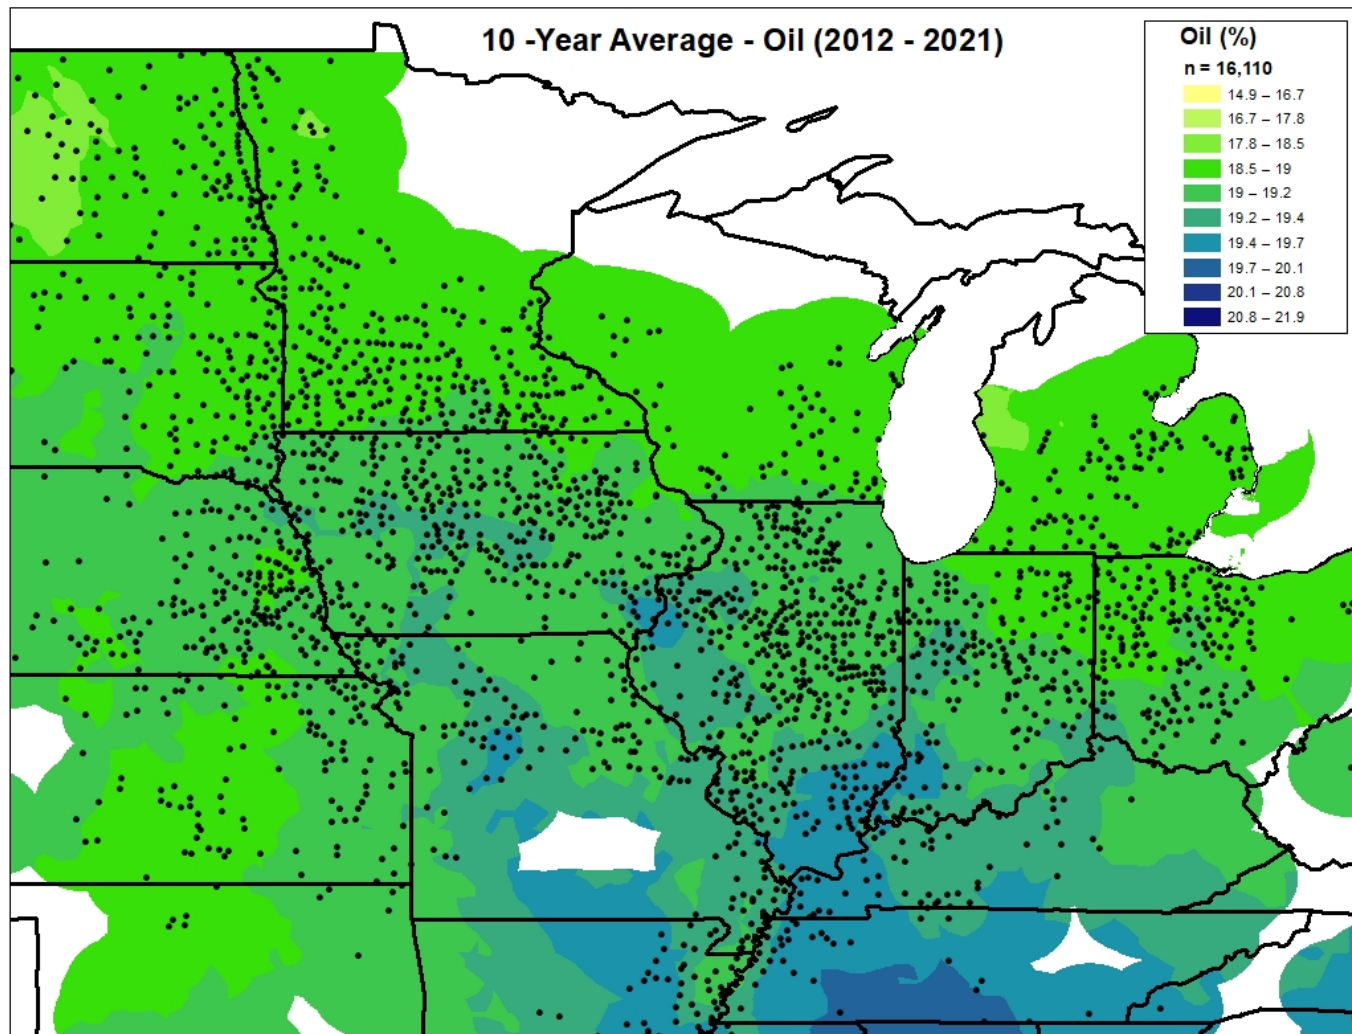 10 -Year Average - Oil (2012 - 2021)
Oil (%)
n = 16,110
14.9 – 16.7
16.7 – 17.8
17.8 – 18.5
18.5 – 19
19 – 19.2
19.2 – 19.4
19.4 – 19.7
19.7 – 20.1
20.1 – 20.8
20.8 – 21.9